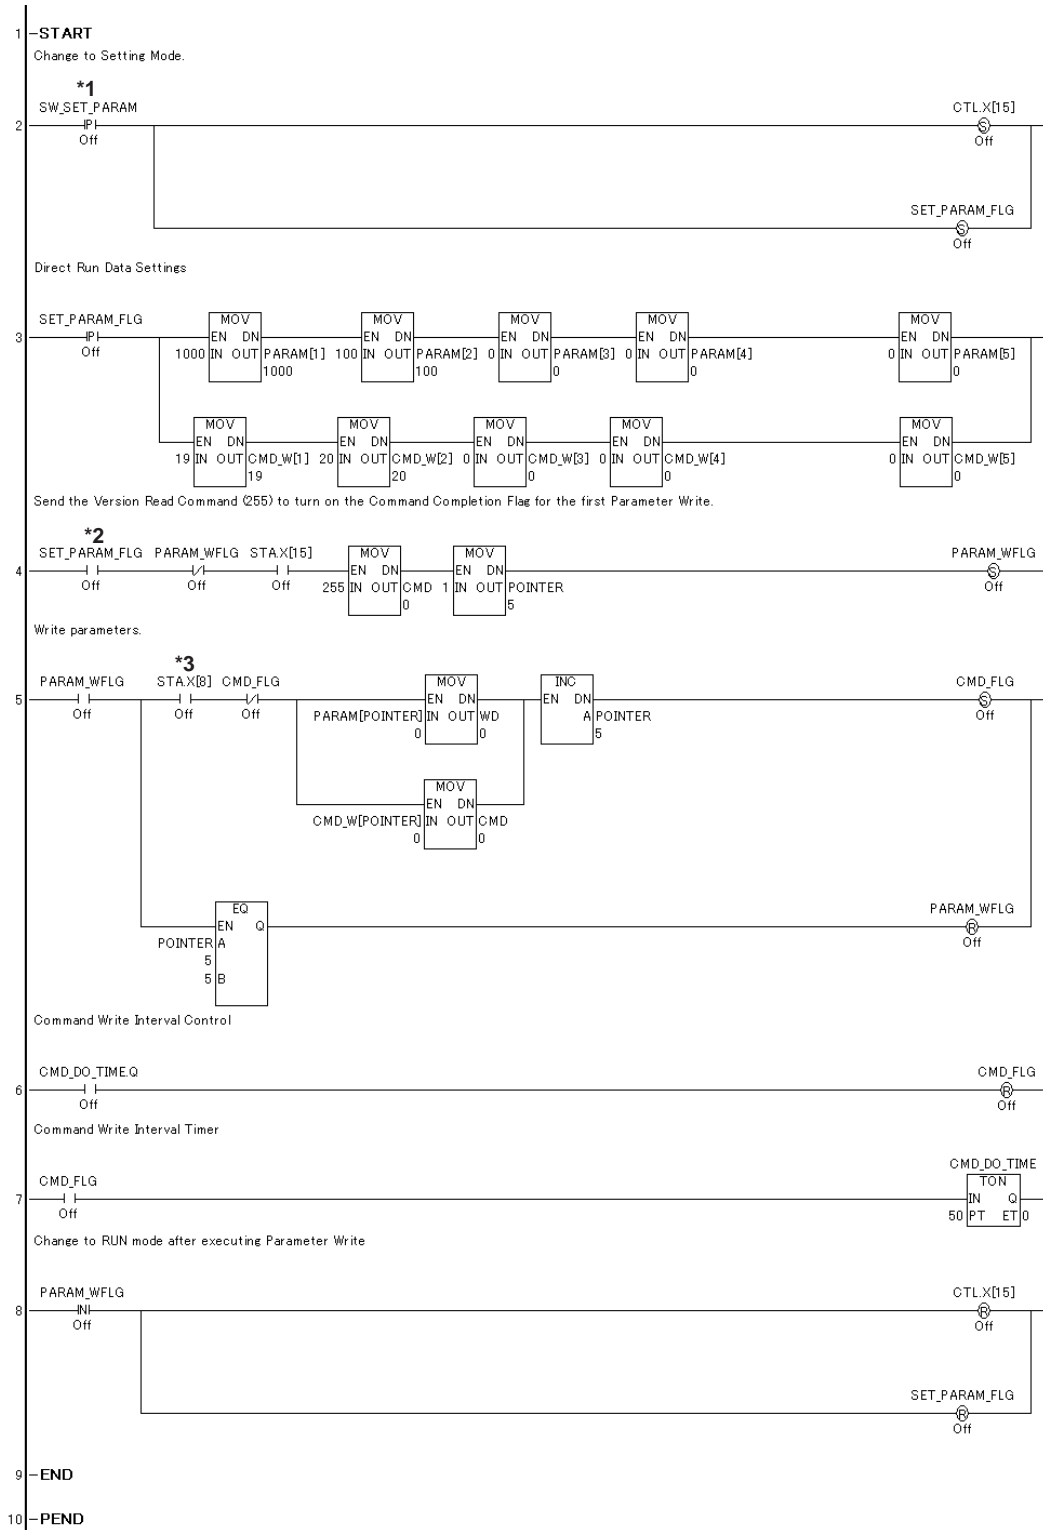 1 START
Change to Setting Mode.
*1
SW_SET_PARAM CTL.X[15]
2 P S
Off Off
SET_PARAM_FLG
S
Off
Direct Run Data Settings
SET_PARAM_FLG MOV MOV MOV MOV MOV
3 P EN DN EN DN EN DN EN DN EN DN
Off 1000 IN OUT PARAM[1] 100 IN OUT PARAM[2] 0 IN OUT PARAM[3] 0 IN OUT PARAM[4] 0 IN OUT PARAM[5]
1000 100 0 0 0
MOV MOV MOV MOV MOV
EN DN EN DN EN DN EN DN EN DN
19 IN OUT CMD_W[1] 20 IN OUT CMD_W[2] 0 IN OUT CMD_W[3] 0 IN OUT CMD_W[4] 0 IN OUT CMD_W[5]
19 20 0 0 0
Send the Version Read Command (255) to turn on the Command Completion Flag for the first Parameter Write.
*2
SET_PARAM_FLG PARAM_WFLG STA.X[15] MOV MOV PARAM_WFLG
4 EN DN EN DN S
Off Off Off 255 IN OUT CMD 1 IN OUT POINTER Off
0 5
Write parameters.
*3
PARAM_WFLG STA.X[8] CMD_FLG MOV INC CMD_FLG
5 EN DN EN DN S
Off Off Off PARAM[POINTER] IN OUT WD A POINTER Off
0 0 5
MOV
EN DN
CMD_W[POINTER] IN OUT CMD
0 0
EQ PARAM_WFLG
EN Q R
POINTER A Off
5
5 B
Command Write Interval Control
CMD_DO_TIME.Q CMD_FLG
6 R
Off Off
Command Write Interval Timer
CMD_DO_TIME
CMD_FLG TON
7 IN Q
Off 50 PT ET 0
Change to RUN mode after executing Parameter Write
PARAM_WFLG CTL.X[15]
8 N R
Off Off
SET_PARAM_FLG
R
Off
9 END
10 PEND